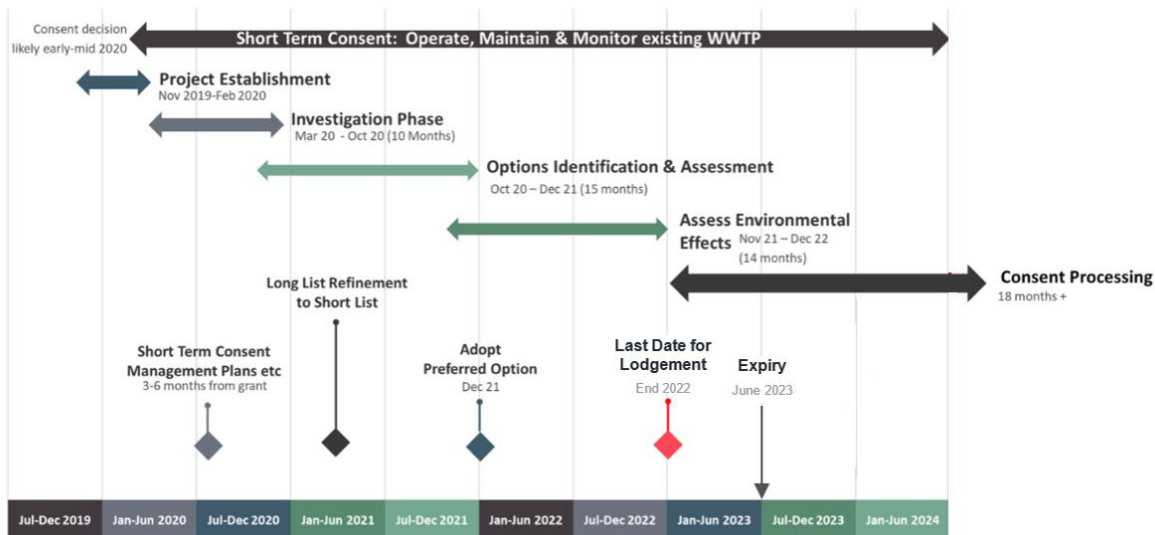 Consent decision
likely early-mid 2020
Short Term Consent: Operate, Maintain & Monitor existing WWTP
Project Establishment
Nov 2019-Feb 2020
Investigation Phase
Mar 20 - Oct 20 (10 Months)
Options Identification & Assessment
Oct 20 – Dec 21 (15 months)
Assess Environmental
Effects Nov 21 – Dec 22
(14 months)
Consent Processing
18 months +
Long List Refinement
to Short List
Short Term Consent
Management Plans etc
3-6 months from grant
Adopt
Preferred Option
Dec 21
Last Date for
Lodgement
End 2022
Expiry
June 2023
Jul-Dec 2019
Jan-Jun 2020
Jul-Dec 2020
Jan-Jun 2021
Jul-Dec 2021
Jan-Jun 2022
Jul-Dec 2022
Jan-Jun 2023
Jul-Dec 2023
Jan-Jun 2024